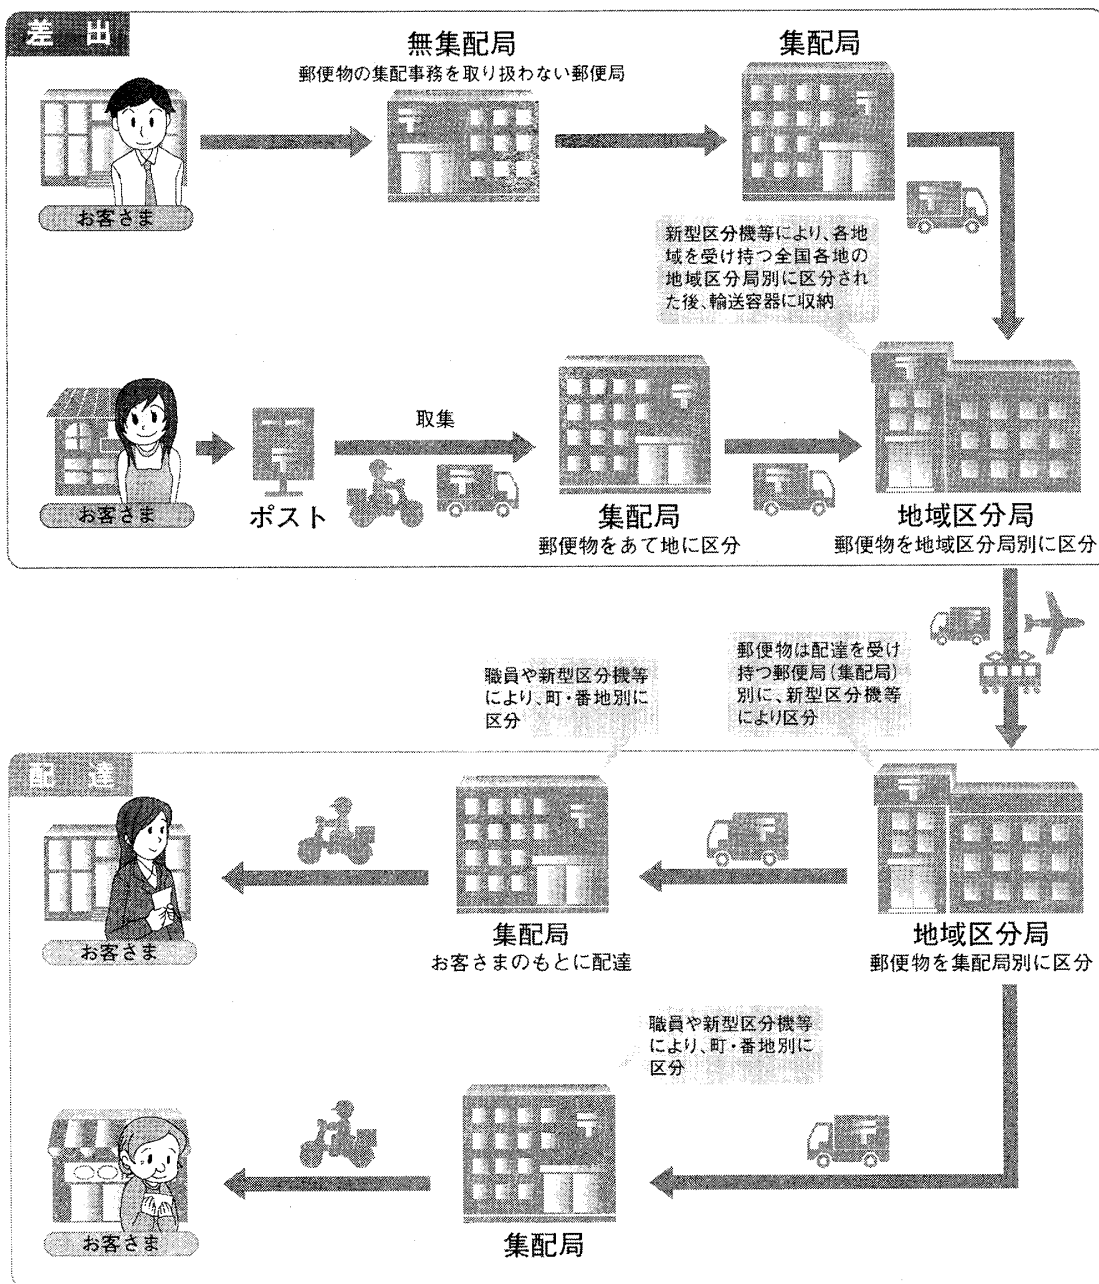 差出
無集配局
郵便物の集配事務を取り扱わない郵便局
集配局
お客さま
新型区分機等により、各地
域を受け持つ全国各地の
地域区分局別に区分され
た後、輸送容器に収納
お客さま
ポスト
取集
集配局
郵便物をあて地に区分
地域区分局
郵便物を地域区分局別に区分
職員や新型区分機等
により、町・番地別に
区分
郵便物は配達を受け
持つ郵便局(集配局)
別に、新型区分機等
により区分
配達
お客さま
集配局
お客さまのもとに配達
地域区分局
郵便物を集配局別に区分
職員や新型区分機等
により、町・番地別に
区分
お客さま
集配局